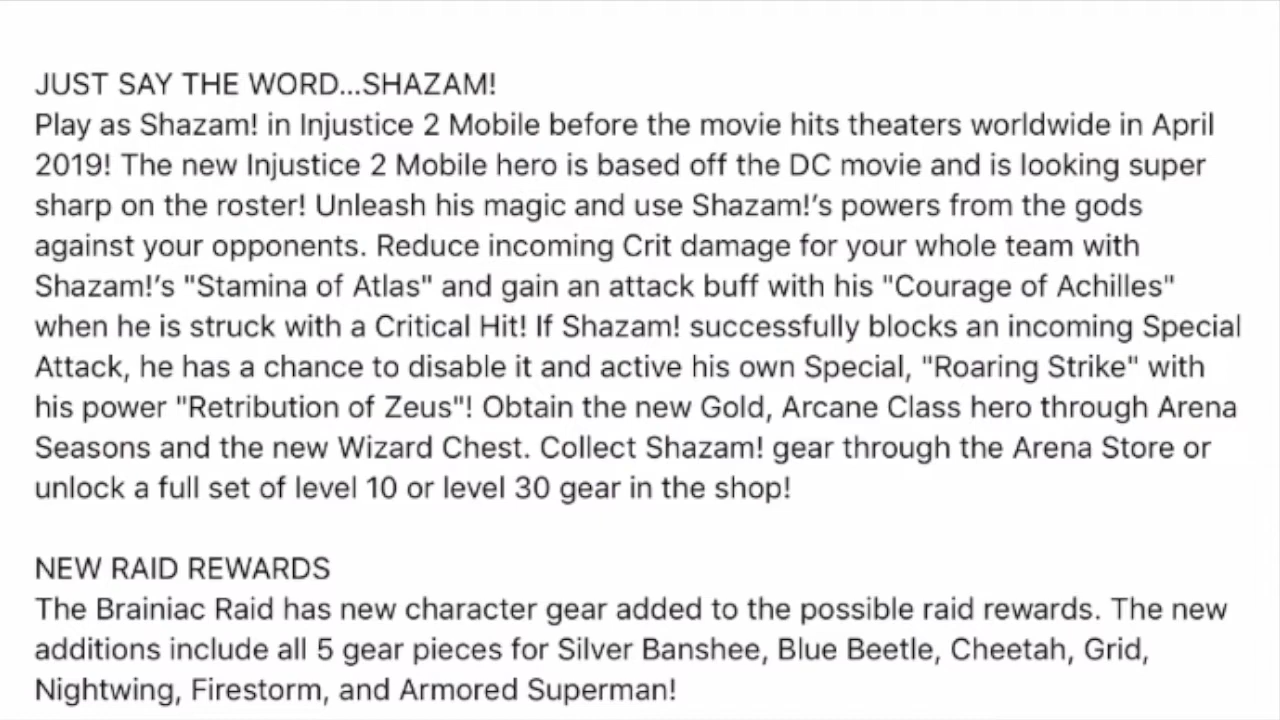 JUST SAY THE WORD...SHAZAM!
Play as Shazam! in Injustice 2 Mobile before the movie hits theaters worldwide in April
2019! The new Injustice 2 Mobile hero is based off the DC movie and is looking super
sharp on the roster! Unleash his magic and use Shazam!’s powers from the gods
against your opponents. Reduce incoming Crit damage for your whole team with
Shazam!’s "Stamina of Atlas" and gain an attack buff with his "Courage of Achilles"
when he is struck with a Critical Hit! If Shazam! successfully blocks an incoming Special
Attack, he has a chance to disable it and active his own Special, "Roaring Strike" with
his power "Retribution of Zeus"! Obtain the new Gold, Arcane Class hero through Arena
Seasons and the new Wizard Chest. Collect Shazam! gear through the Arena Store or
unlock a full set of level 10 or level 30 gear in the shop!
NEW RAID REWARDS
The Brainiac Raid has new character gear added to the possible raid rewards. The new
additions include all 5 gear pieces for Silver Banshee, Blue Beetle, Cheetah, Grid,
Nightwing, Firestorm, and Armored Superman!